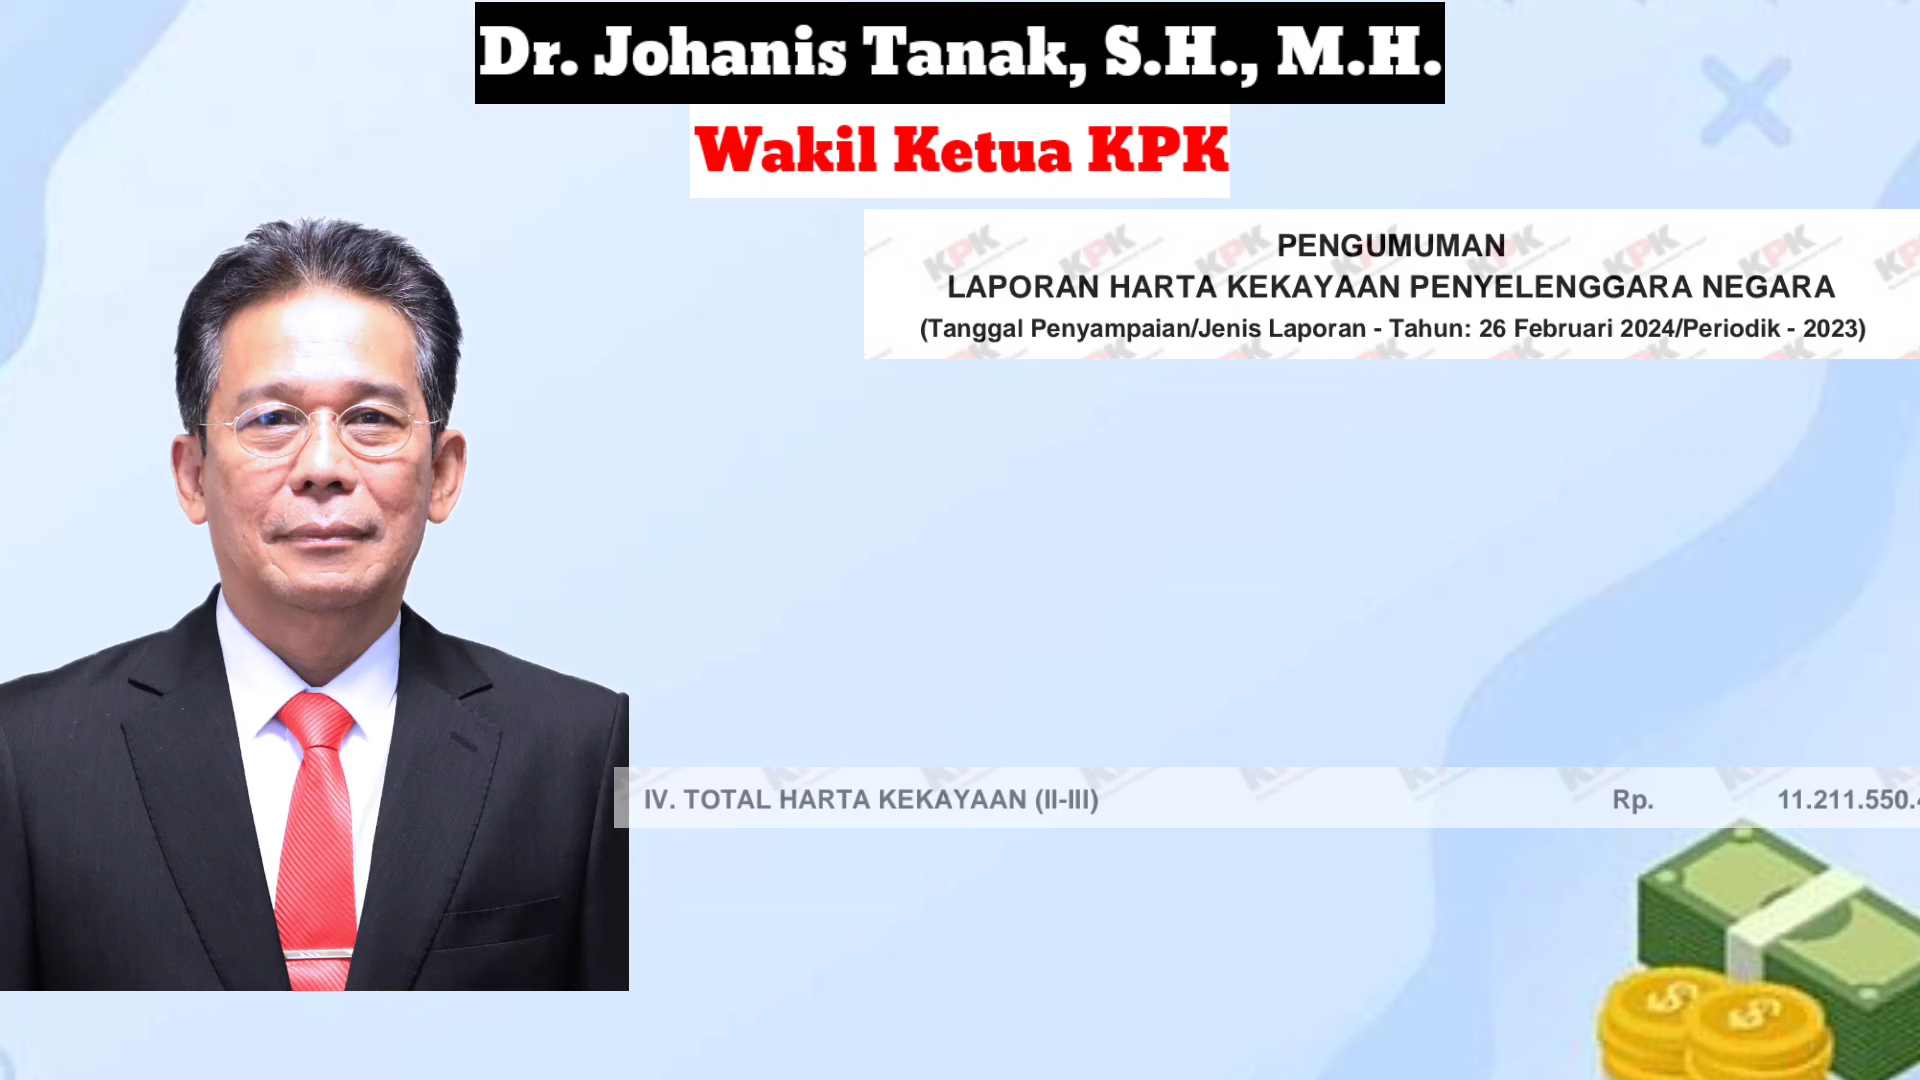 Dr. Johanis Tanak, S.H., M.H.
Wakil Ketua KPK
PENGUMUMAN
LAPORAN HARTA KEKAYAAN PENYELENGGARA NEGARA
(Tanggal Penyampaian/Jenis Laporan - Tahun: 26 Februari 2024/Periodik - 2023)
IV. TOTAL HARTA KEKAYAAN (II-III) Rp. 11.211.550.